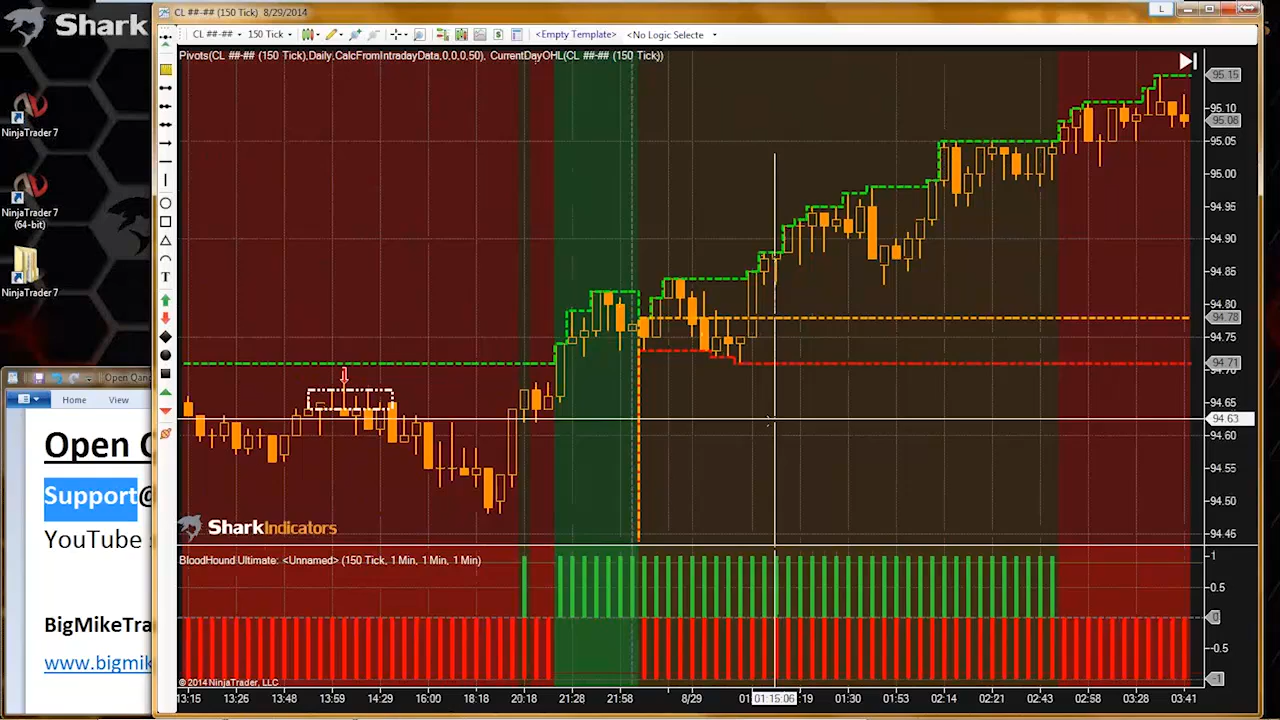 Shark
CL ##-## (150 Tick) 8/29/2014
L
CL ##-## 150 Tick <Empty Template> <No Logic Selecte
Pivots(CL ##-## (150 Tick),Daily,CalcFromIntradayData,0,0,0,50), CurrentDayOHL(CL ##-## (150 Tick))
NinjaTrader 7
NinjaTrader 7
(64-bit)
NinjaTrader 7
T
95.15
95.10
95.08
95.05
95.00
94.95
94.90
94.85
94.80
94.78
94.75
94.71
94.65
94.63
94.60
94.55
94.50
94.45
Open Qan
Home View
Open Q
Support@
YouTube
BigMikeTra
www.bigmik
SharkIndicators
BloodHound Ultimate: <Unnamed> (150 Tick, 1 Min, 1 Min, 1 Min)
1
0.5
0
-0.5
-1
© 2014 NinjaTrader, LLC
13:15 13:26 13:48 13:59 14:29 16:00 18:18 20:18 21:28 21:58 8/29 01:15:06 :19 01:30 01:53 02:14 02:21 02:43 02:58 03:28 03:41